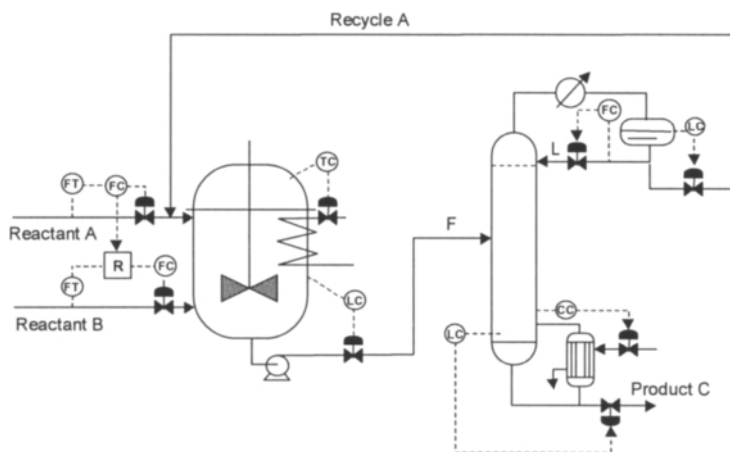 Recycle A
FC
L
LC
TC
FT
FC
Reactant A
F
R
FC
FT
Reactant B
LC
CC
LC
Product C